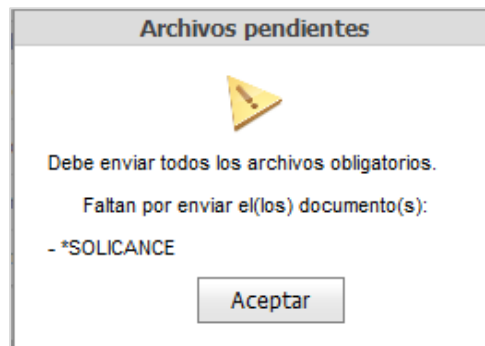 Archivos pendientes
Debe enviar todos los archivos obligatorios.
Faltan por enviar el(los) documento(s):
- *SOLICANCE
Aceptar